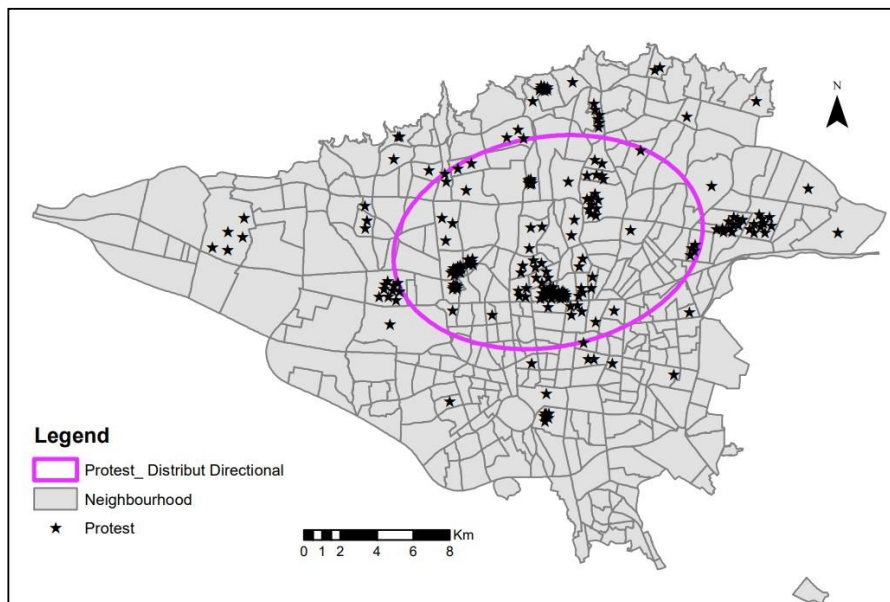 N
Legend
Protest_ Distribut Directional
Neighbourhood
Protest
Km
0 1 2 4 6 8